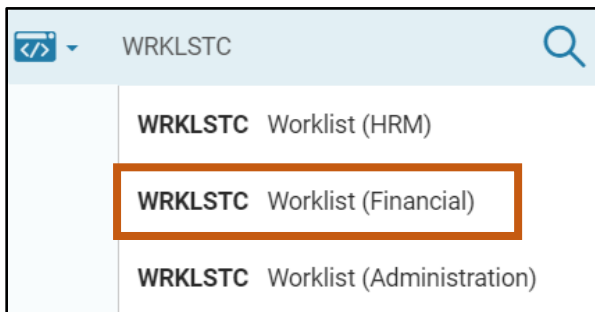 WRKLSTC
WRKLSTC Worklist (HRM)
WRKLSTC Worklist (Financial)
WRKLSTC Worklist (Administration)